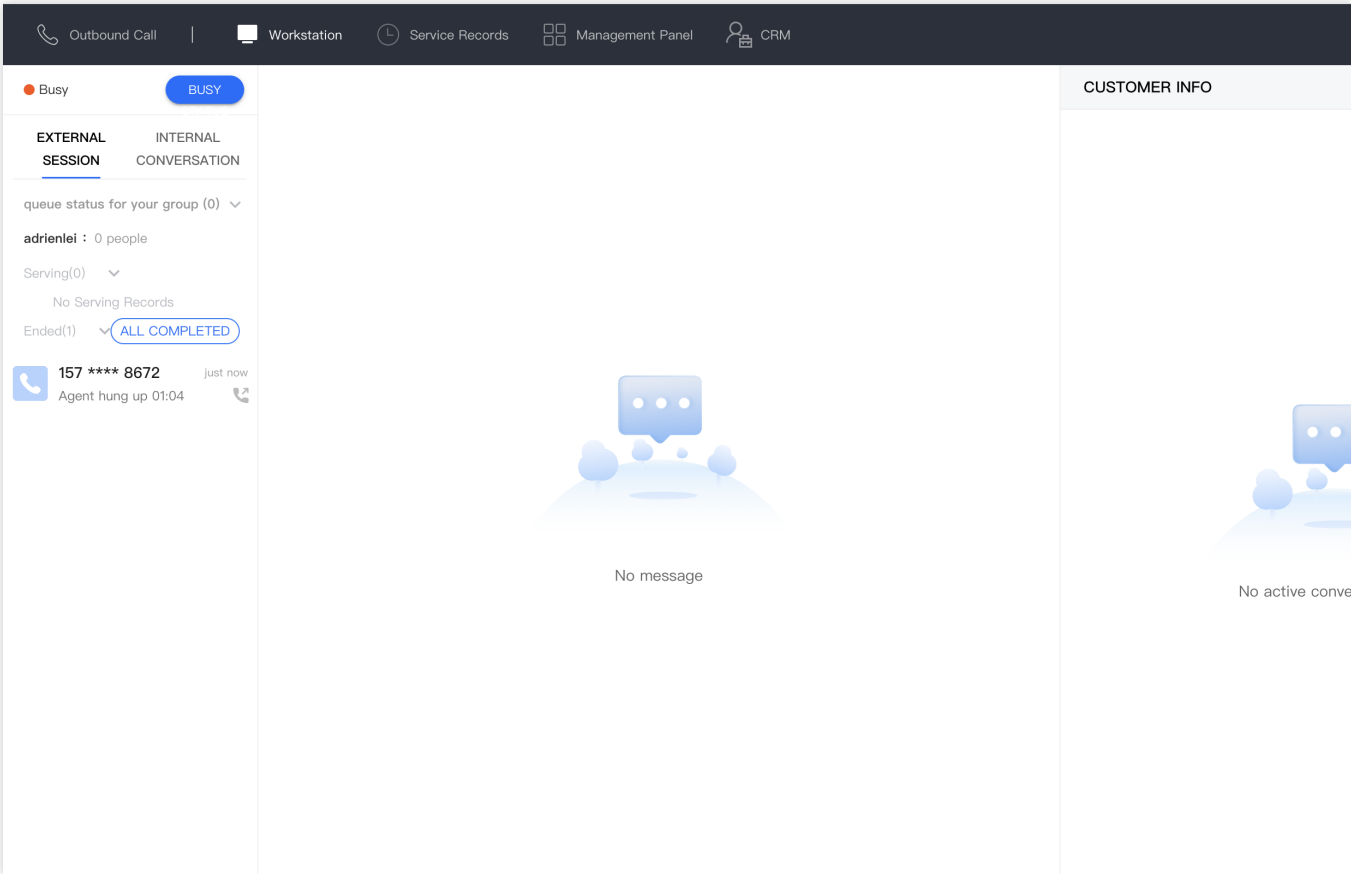 Outbound Call | Workstation Service Records Management Panel CRM
Busy BUSY
EXTERNAL SESSION
INTERNAL CONVERSATION
queue status for your group (0)
adrienlei : 0 people
Serving(0)
No Serving Records
Ended(1) ALL COMPLETED
157 **** 8672 just now
Agent hung up 01:04
No message
CUSTOMER INFO
No active conve